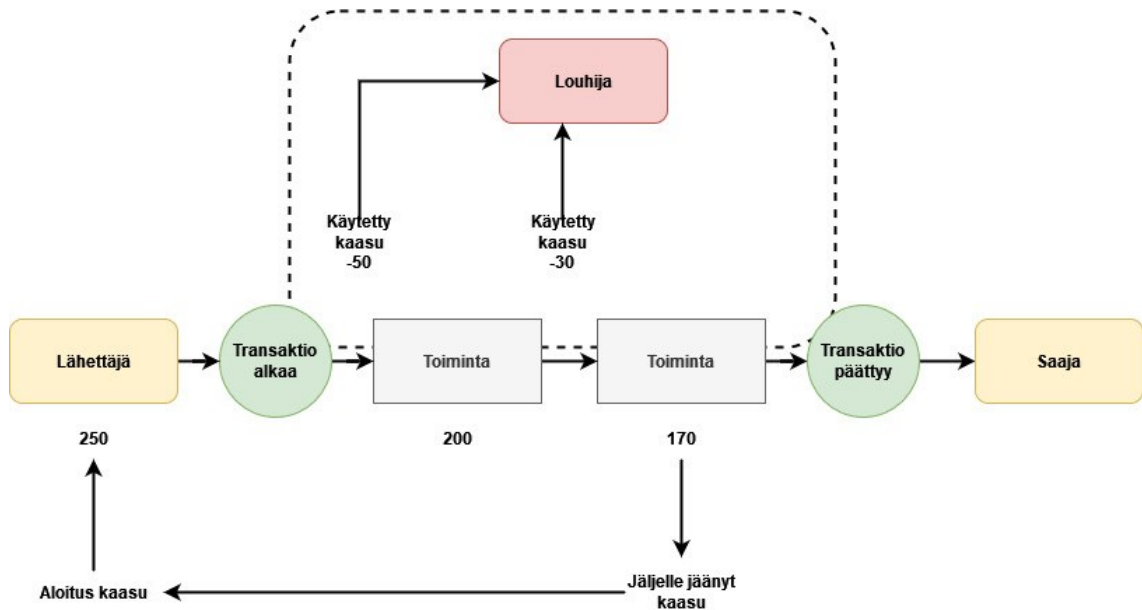 Louhija
Käytetty
kaasu
-50
Käytetty
kaasu
-30
Lähettäjä
Transaktio
alkaa
Toiminta
Toiminta
Transaktio
päättyy
Saaja
250
200
170
Aloitus kaasu
Jäljelle jäänyt
kaasu